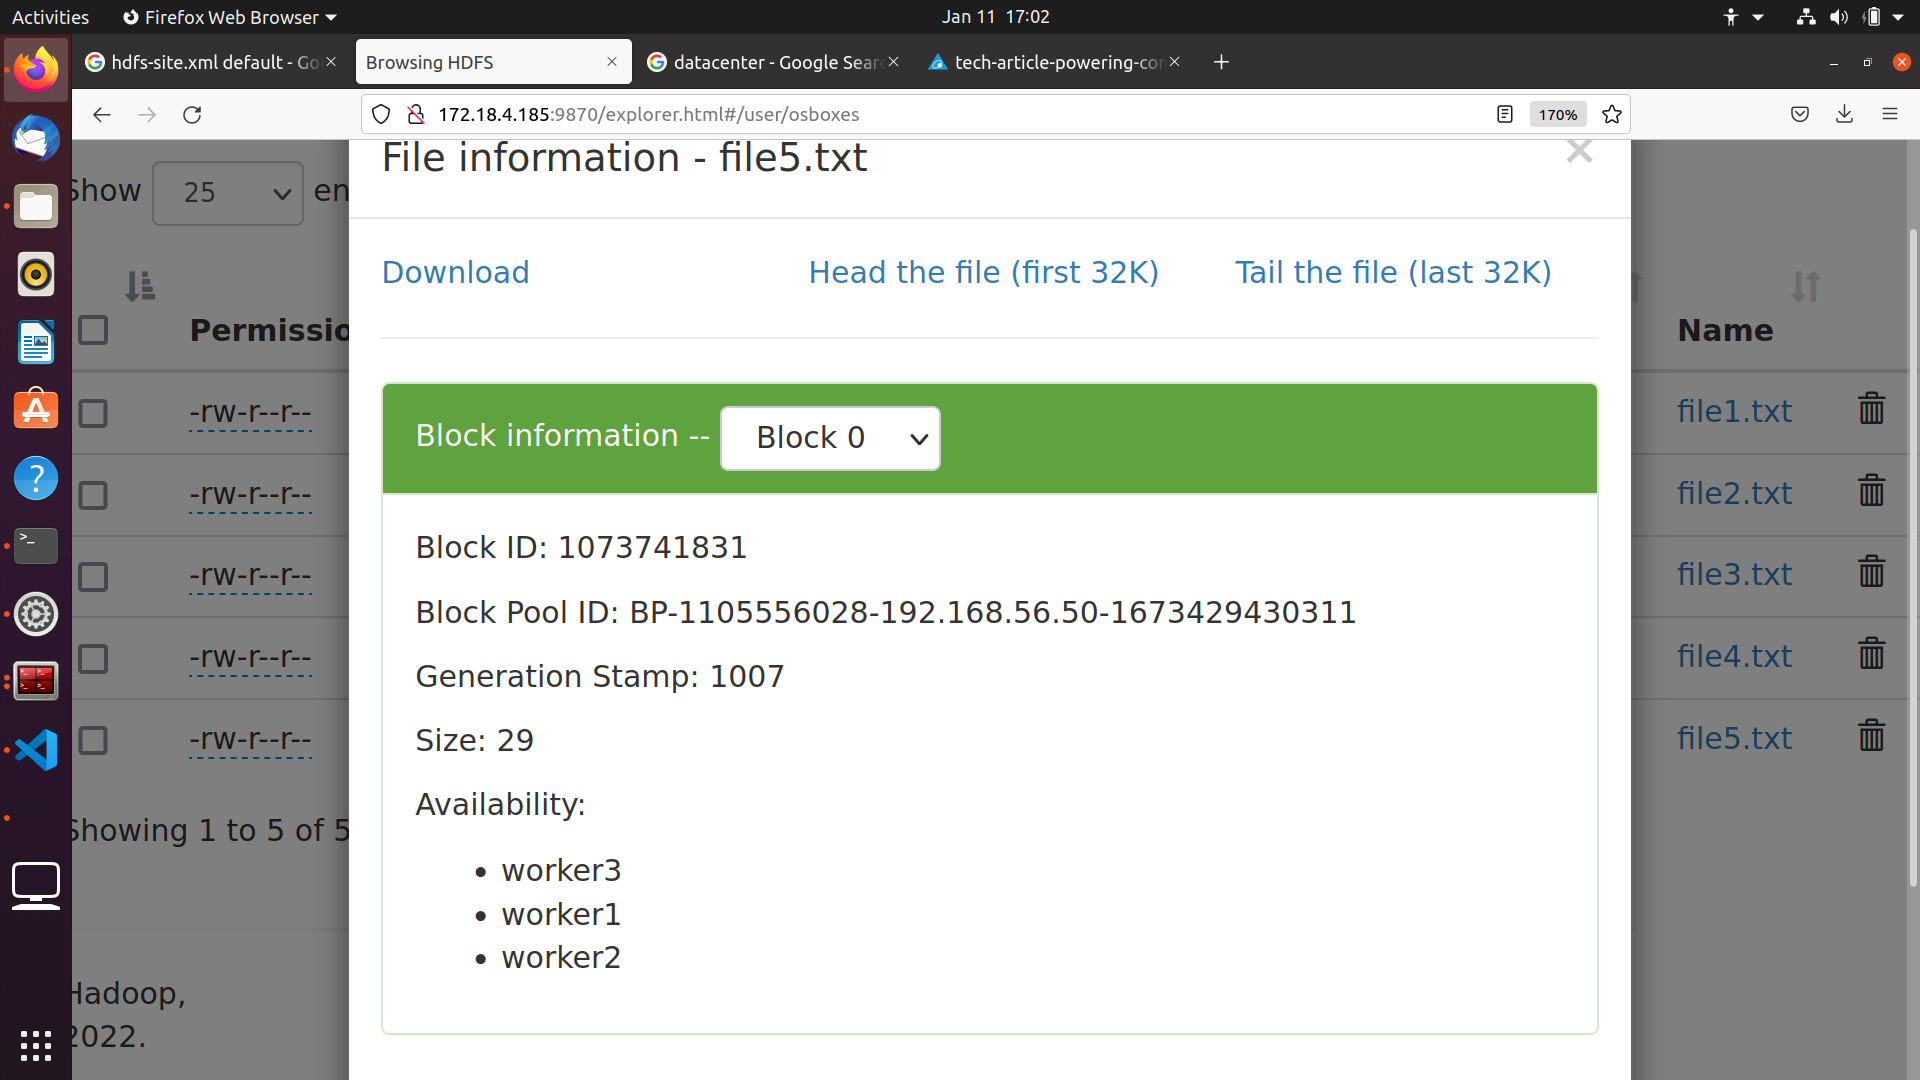 Activities
Firefox Web Browser
Jan 11 17:02
hdfs-site.xml default - Go
Browsing HDFS
datacenter - Google Sear
tech-article-powering-cor
172.18.4.185:9870/explorer.html#/user/osboxes
170%
File information - file5.txt
Show 25 en
Download
Head the file (first 32K)
Tail the file (last 32K)
Permissio
Name
Block information --
Block 0
-rw-r--r--
file1.txt
-rw-r--r--
file2.txt
-rw-r--r--
file3.txt
-rw-r--r--
file4.txt
-rw-r--r--
file5.txt
Block ID: 1073741831
Block Pool ID: BP-1105556028-192.168.56.50-1673429430311
Generation Stamp: 1007
Size: 29
Availability:
worker3
worker1
worker2
Showing 1 to 5 of 5
Hadoop,
2022.